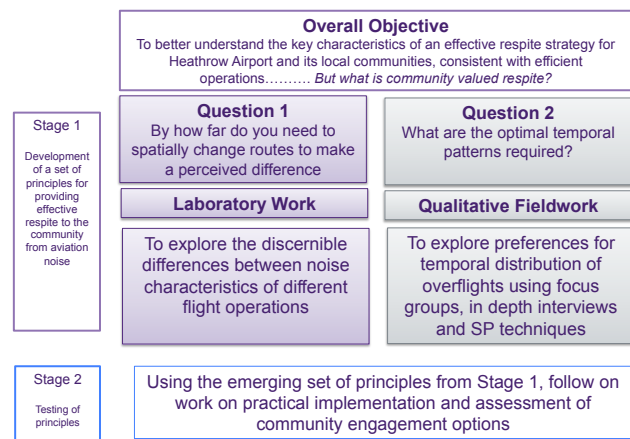 Overall Objective
To better understand the key characteristics of an effective respite strategy for
Heathrow Airport and its local communities, consistent with efficient
operations………. But what is community valued respite?
Stage 1
Development
of a set of
principles for
providing
effective
respite to the
community
from aviation
noise
Question 1
By how far do you need to
spatially change routes to make
a perceived difference
Question 2
What are the optimal temporal
patterns required?
Laboratory Work
Qualitative Fieldwork
To explore the discernible
differences between noise
characteristics of different
flight operations
To explore preferences for
temporal distribution of
overflights using focus
groups, in depth interviews
and SP techniques
Stage 2
Testing of
principles
Using the emerging set of principles from Stage 1, follow on
work on practical implementation and assessment of
community engagement options